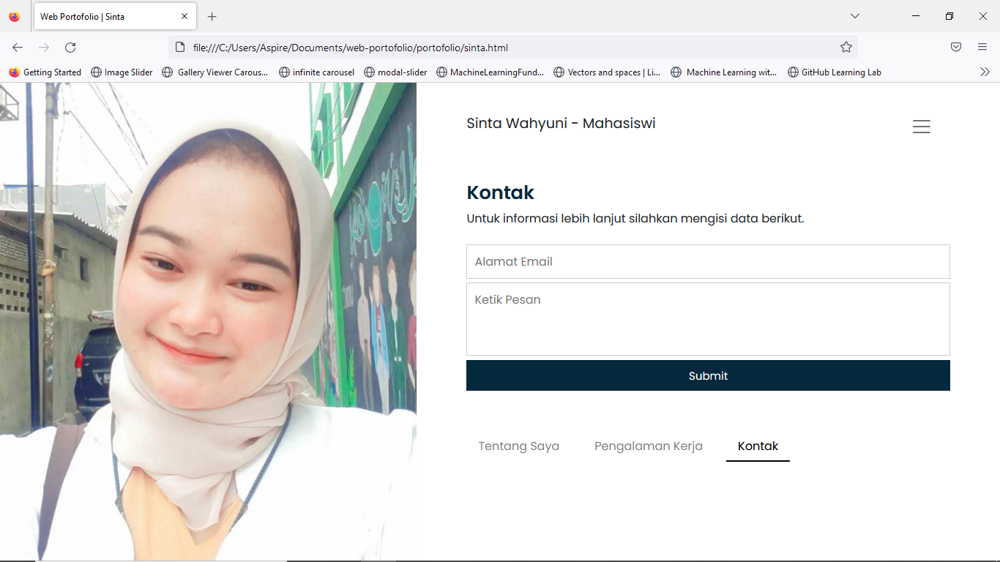 Web Portofolio | Sinta
file:///C:/Users/Aspire/Documents/web-portofolio/portofolio/sinta.html
Getting Started Image Slider Gallery Viewer Carous... infinite carousel modal-slider MachineLearningFund... Vectors and spaces | Li... Machine Learning wit... GitHub Learning Lab
Sinta Wahyuni - Mahasiswi
Kontak
Untuk informasi lebih lanjut silahkan mengisi data berikut.
Alamat Email
Ketik Pesan
Submit
Tentang Saya Pengalaman Kerja Kontak